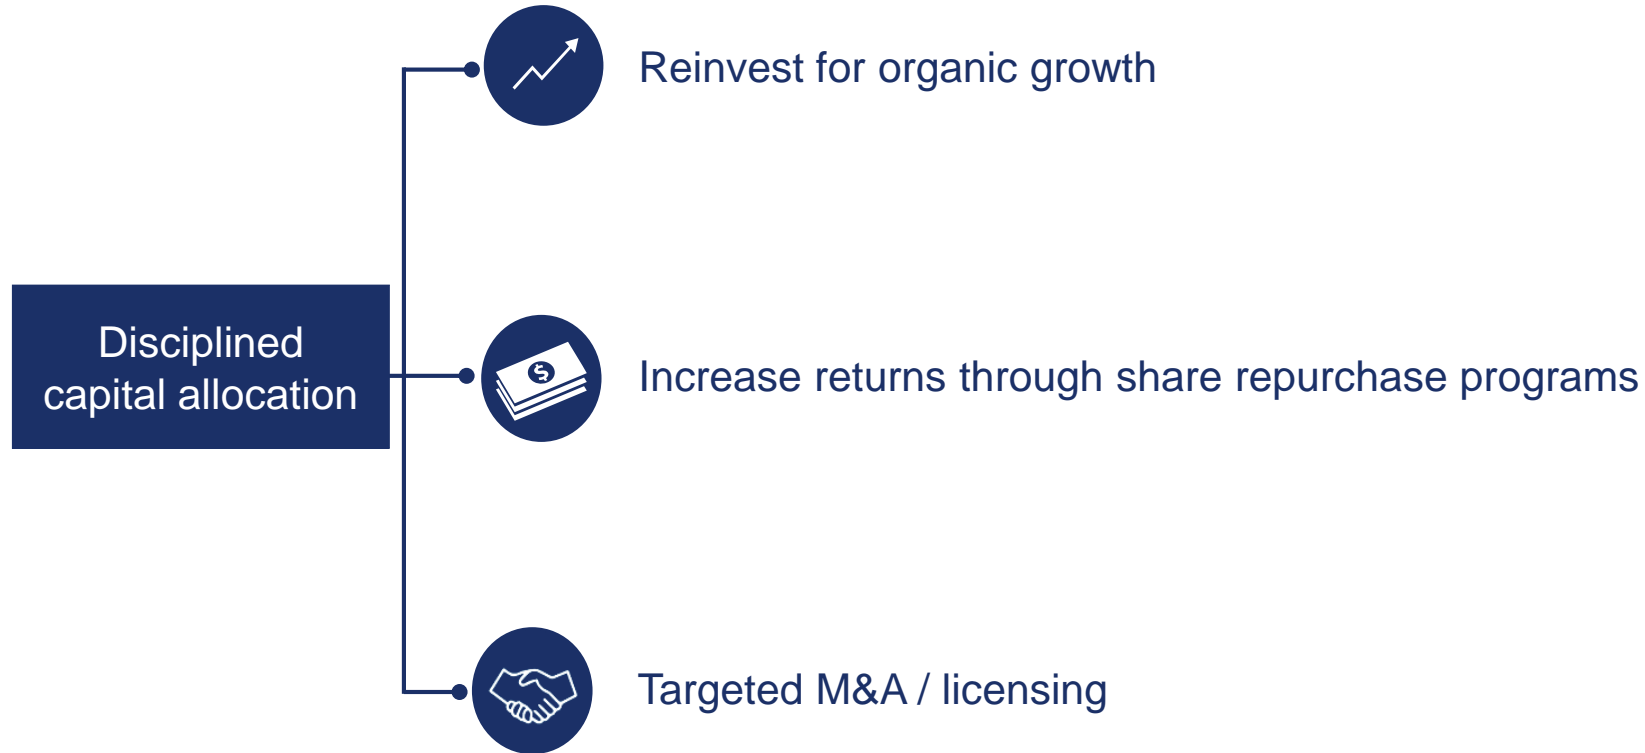 Reinvest for organic growth
Disciplined
capital allocation
$
Increase returns through share repurchase programs
Targeted M&A / licensing